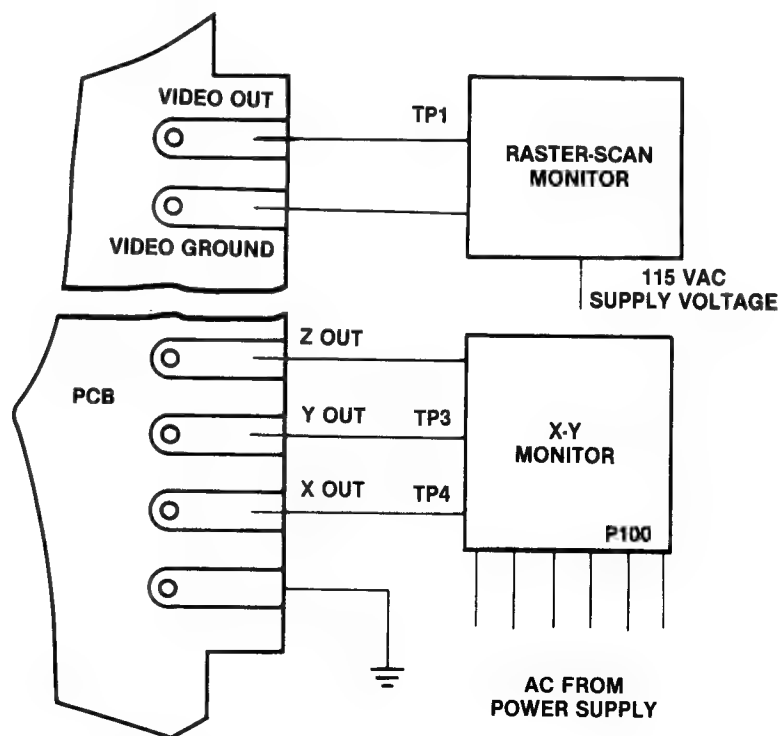 VIDEO OUT
TP1
RASTER-SCAN
MONITOR
VIDEO GROUND
115 VAC
SUPPLY VOLTAGE
Z OUT
PCB
Y OUT
TP3
X-Y
MONITOR
X OUT
TP4
P100
AC FROM
POWER SUPPLY